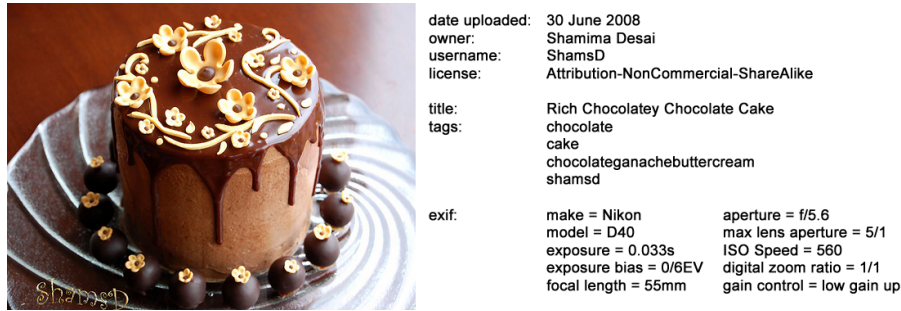 date uploaded: 30 June 2008
owner: Shamima Desai
username: ShamsD
license: Attribution-NonCommercial-ShareAlike
title: Rich Chocolatey Chocolate Cake
tags: chocolate
cake
chocolateganachebuttercream
shamsd
exif: make = Nikon aperture = f/5.6
model = D40 max lens aperture = 5/1
exposure = 0.033s ISO Speed = 560
exposure bias = 0/6EV digital zoom ratio = 1/1
focal length = 55mm gain control = low gain up
ShamsD